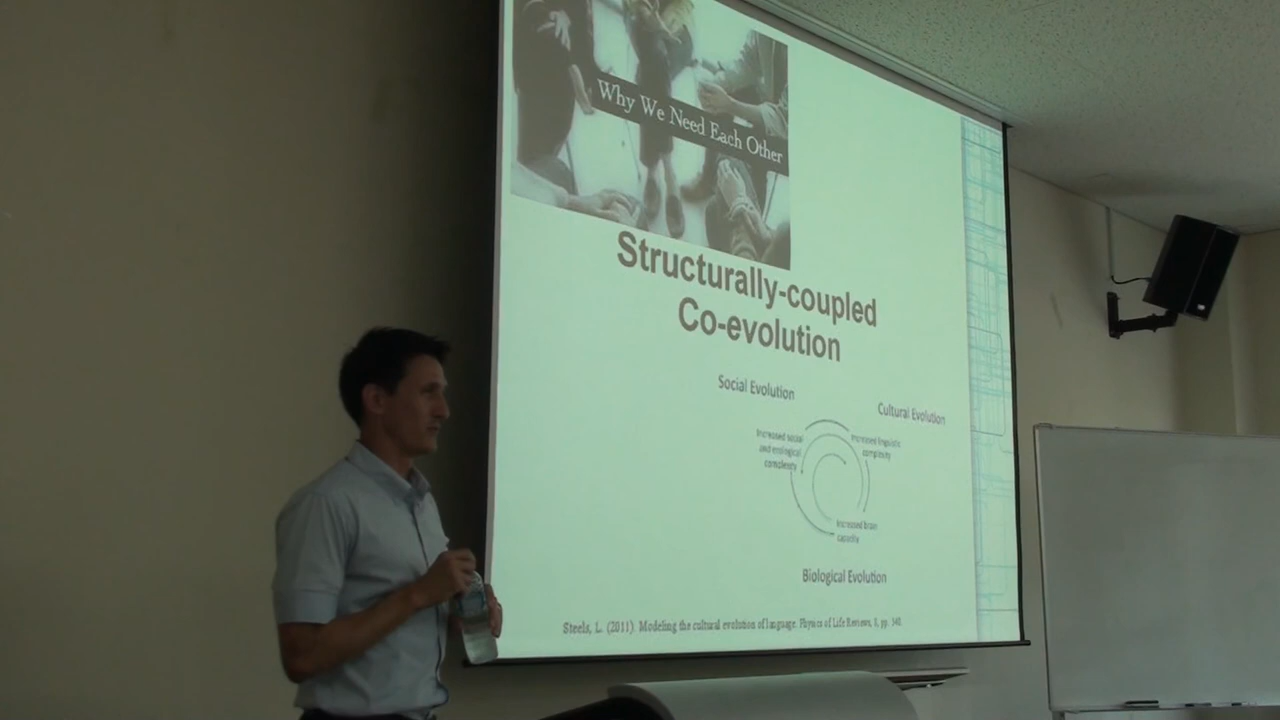 Why We Need Each Other
Structurally-coupled
Co-evolution
Social Evolution
Cultural Evolution
Increased social
and ecological
complexity
Increased linguistic
complexity
Increased brain
capacity
Biological Evolution
Steels, L. (2011). Modeling the cultural evolution of language. Physics of Life Reviews, 8, pp. 340.